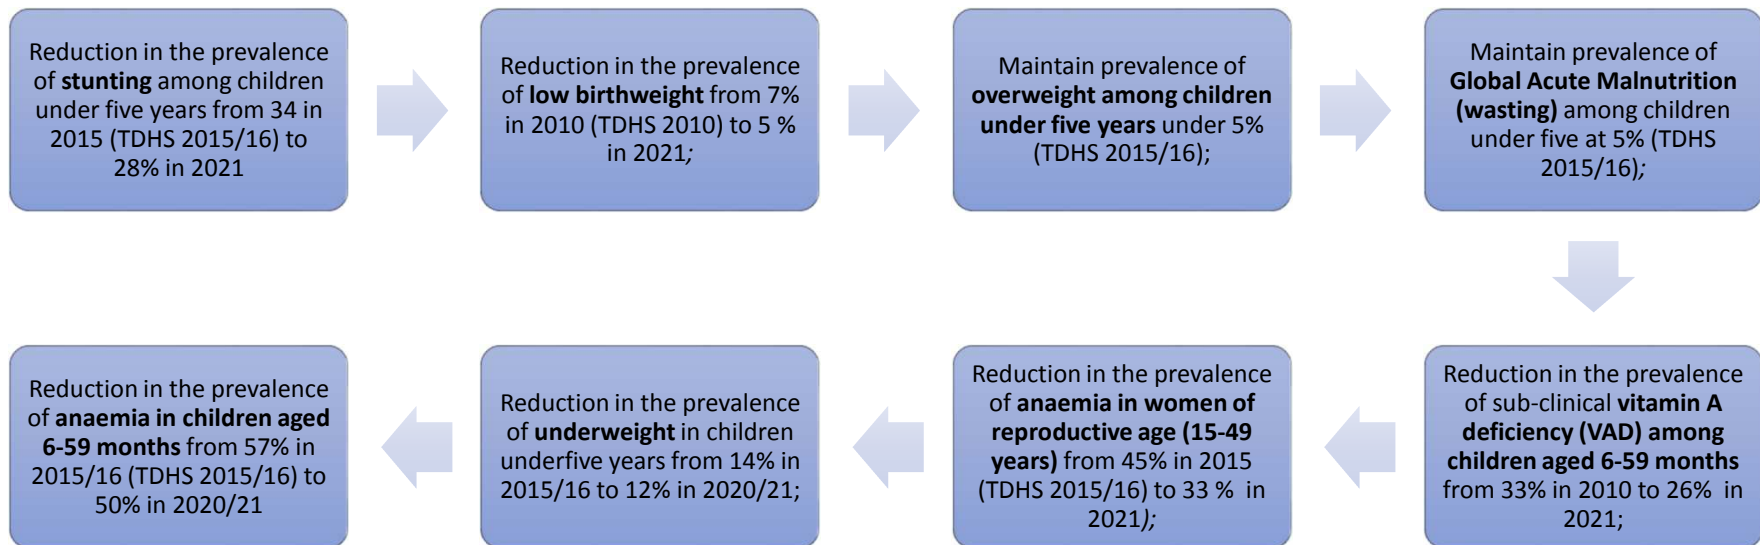 Reduction in the prevalence
of stunting among children
under five years from 34 in
2015 (TDHS 2015/16) to
28% in 2021
Reduction in the prevalence
of low birthweight from 7%
in 2010 (TDHS 2010) to 5 %
in 2021;
Maintain prevalence of
overweight among children
under five years under 5%
(TDHS 2015/16);
Maintain prevalence of
Global Acute Malnutrition
(wasting) among children
under five at 5% (TDHS
2015/16);
Reduction in the prevalence
of sub-clinical vitamin A
deficiency (VAD) among
children aged 6-59 months
from 33% in 2010 to 26% in
2021;
Reduction in the prevalence
of anaemia in women of
reproductive age (15-49
years) from 45% in 2015
(TDHS 2015/16) to 33 % in
2021);
Reduction in the prevalence
of underweight in children
underfive years from 14% in
2015/16 to 12% in 2020/21;
Reduction in the prevalence
of anaemia in children aged
6-59 months from 57% in
2015/16 (TDHS 2015/16) to
50% in 2020/21